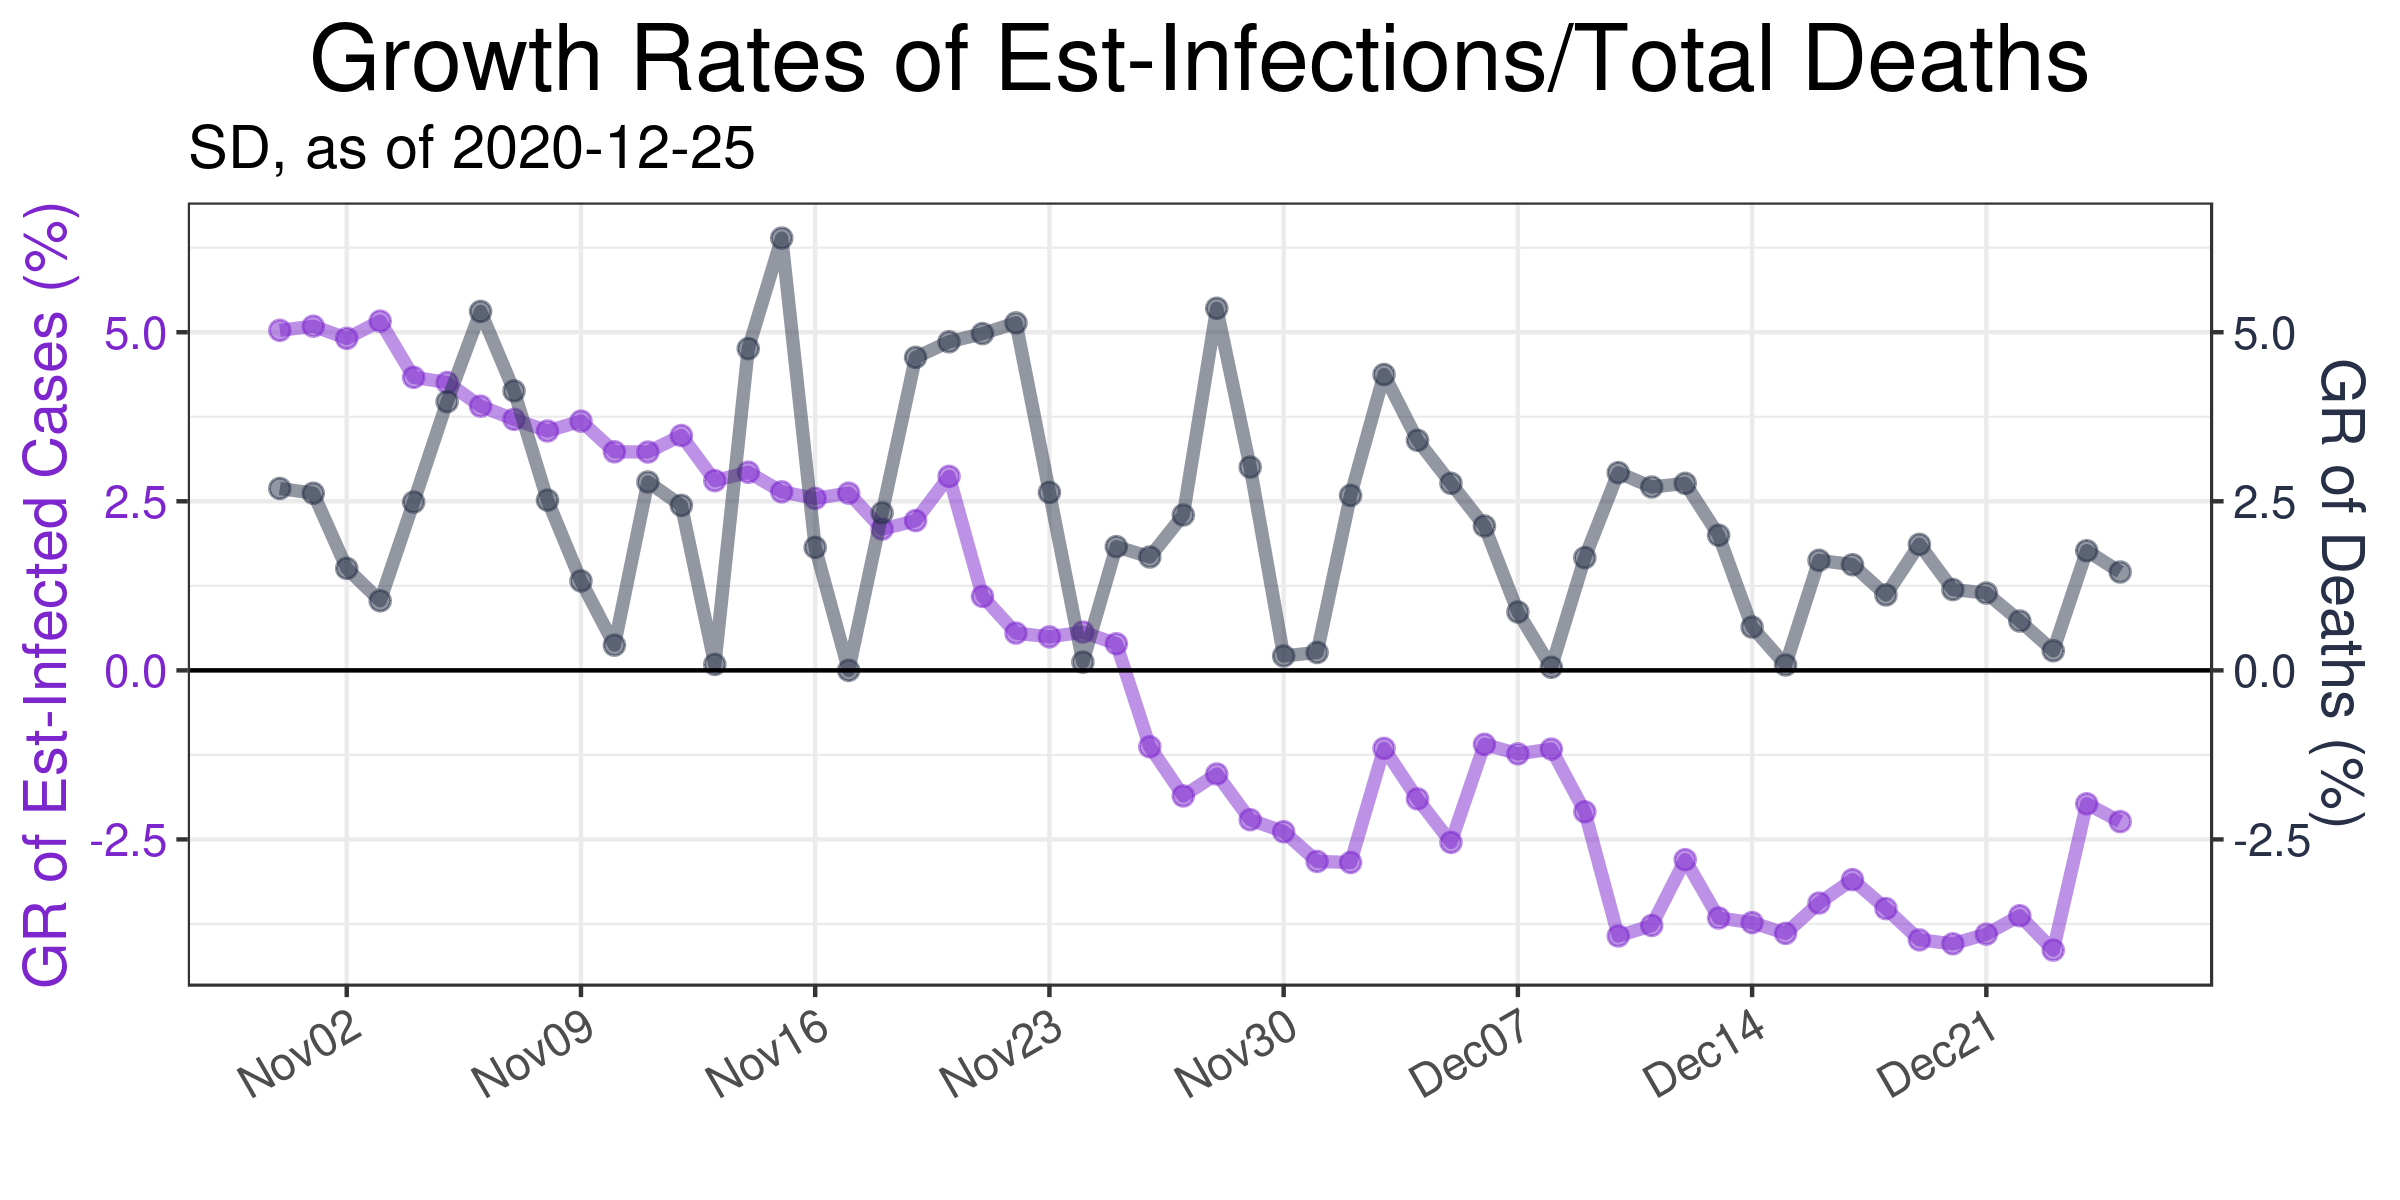 Growth Rates of Est-Infections/Total Deaths
SD, as of 2020-12-25
GR of Est-Infected Cases (%)
5.0
2.5
0.0
-2.5
5.0
2.5
0.0
-2.5
GR of Deaths (%)
Nov02
Nov09
Nov16
Nov23
Nov30
Dec07
Dec14
Dec21